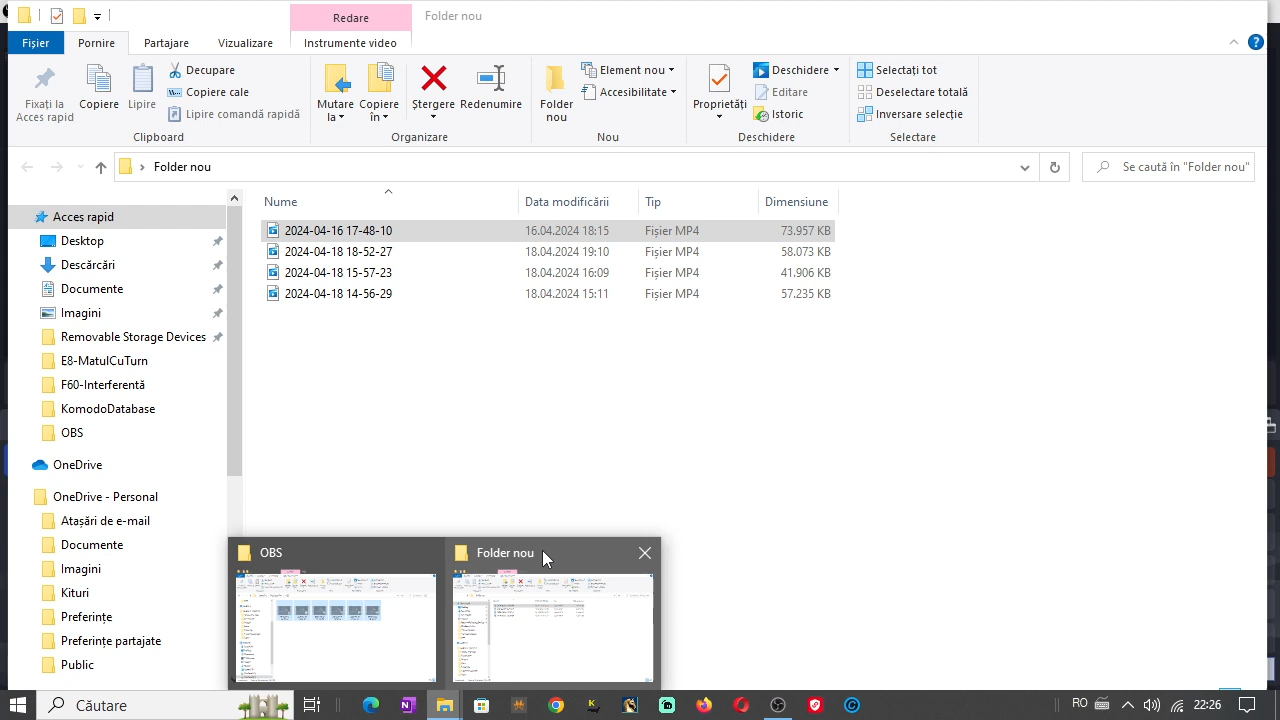 Redare
Folder nou
Fișier
Pornire
Partajare
Vizualizare
Instrumente video
Fixați la
Acces rapid
Copiere
Lipire
Decupare
Copiere cale
Lipire comandă rapidă
Clipboard
Mutare
la
Copiere
în
Ștergere
Redenumire
Organizare
Folder
nou
Element nou
Accesibilitate
Nou
Proprietăți
Deschidere
Editare
Istoric
Deschidere
Selectați tot
Deselectare totală
Inversare selecție
Selectare
Folder nou
Se caută în "Folder nou"
Nume
Data modificării
Tip
Dimensiune
2024-04-16 17-48-10 16.04.2024 18:15 Fișier MP4 73.957 KB
2024-04-18 18-52-27 18.04.2024 19:10 Fișier MP4 58.073 KB
2024-04-18 15-57-23 18.04.2024 16:09 Fișier MP4 41.906 KB
2024-04-18 14-56-29 18.04.2024 15:11 Fișier MP4 57.235 KB
Acces rapid
Desktop
Descărcări
Documente
Imagini
Removable Storage Devices
E8-MatulCuTurn
F60-Interferentă
KomodoDatabase
OBS
OneDrive
OneDrive - Personal
Atașări de e-mail
Documente
Imagini
Jocuri
Preferințe
Preferințe partajate
Public
OBS
Folder nou
Căutare
RO
22:26